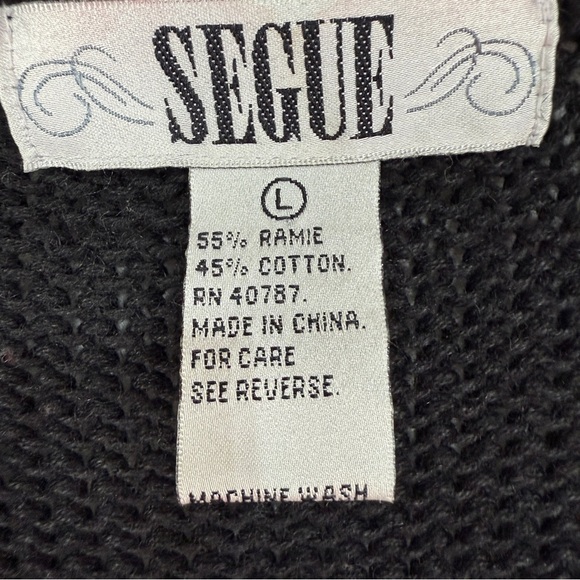 SEGUE
L
55% RAMIE
45% COTTON.
RN 40787.
MADE IN CHINA.
FOR CARE
SEE REVERSE.
MACHINE WASH